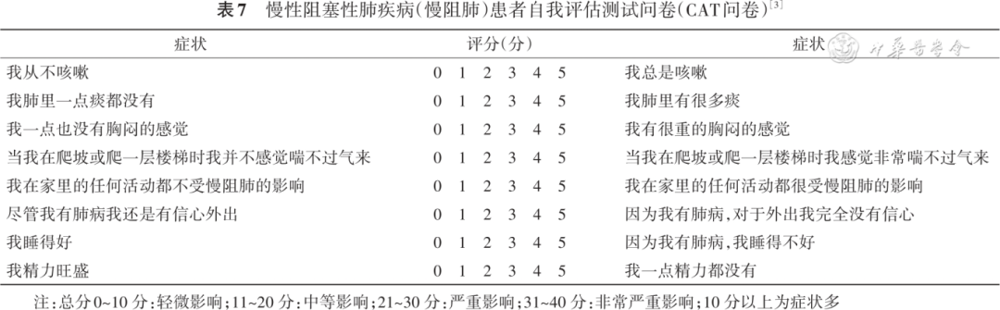 表7 慢性阻塞性肺疾病(慢阻肺)患者自我评估测试问卷(CAT问卷)[3]
症状 评分(分) 症状
中华医学会
我从不咳嗽 0 1 2 3 4 5 我总是咳嗽
我肺里一点痰都没有 0 1 2 3 4 5 我肺里有很多痰
我一点也没有胸闷的感觉 0 1 2 3 4 5 我有很重的胸闷的感觉
当我在爬坡或爬一层楼梯时我并不感觉喘不过气来 0 1 2 3 4 5 当我在爬坡或爬一层楼梯时我感觉非常喘不过气来
我在家里的任何活动都不受慢阻肺的影响 0 1 2 3 4 5 我在家里的任何活动都很受慢阻肺的影响
尽管我有肺病我还是有信心外出 0 1 2 3 4 5 因为我有肺病,对于外出我完全没有信心
我睡得好 0 1 2 3 4 5 因为我有肺病,我睡得不好
我精力旺盛 0 1 2 3 4 5 我一点精力都没有
注:总分0~10分:轻微影响;11~20分:中等影响;21~30分:严重影响;31~40分:非常严重影响;10分以上为症状多